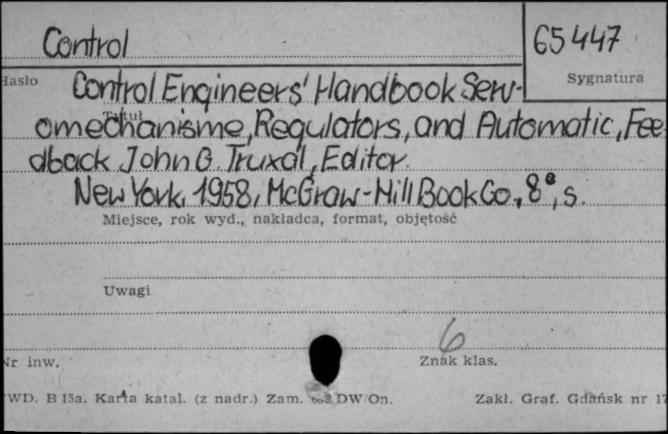 Control
65447
Hasło
Sygnatura
Control Engineers' Handbook Serv-
Tytuł
omechanisme, Regulators, and Automatic, Fee
dback John G. Truxal, Editor.
New York, 1958, McGraw-Hill Book Co., 8°, s.
Miejsce, rok wyd., nakładca, format, objętość
Uwagi
6
Nr inw.
Znak klas.
WD. B 15a. Karta katal. (z nadr.) Zam. DW/On.
Zakł. Graf. Gdańsk nr 17